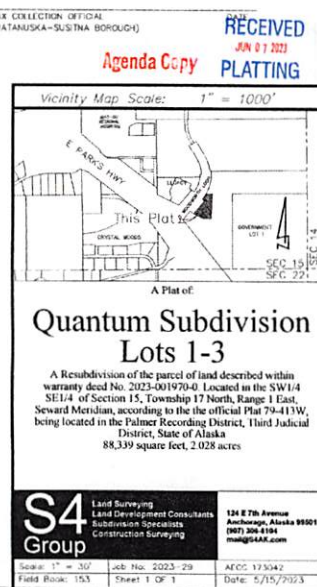 TAX COLLECTION OFFICIAL
(MATANUSKA-SUSITNA BOROUGH)
DATE
RECEIVED
JUN 07 2023
PLATTING
Agenda Copy
Vicinity Map Scale: 1" = 1000'
E PARKS HWY
This Plat
CRYSTAL WOODS
GOVERNMENT
LOT 1
SEC 15
SEC 14
SEC 22
A Plat of:
Quantum Subdivision
Lots 1-3
A Resubdivision of the parcel of land described within
warranty deed No. 2023-001970-0. Located in the SW1/4
SE1/4 of Section 15, Township 17 North, Range 1 East,
Seward Meridian, according to the the official Plat 79-413W,
being located in the Palmer Recording District, Third Judicial
District, State of Alaska
88,339 square feet, 2.028 acres
S4
Group
Land Surveying
Land Development Consultants
Subdivision Specialists
Construction Surveying
124 E 7th Avenue
Anchorage, Alaska 99501
(907) 306-8104
mail@S4AK.com
Scale: 1" = 30'
Job No: 2023-29
AECC 175042
Field Book: 153
Sheet 1 OF 1
Date: 5/15/2023